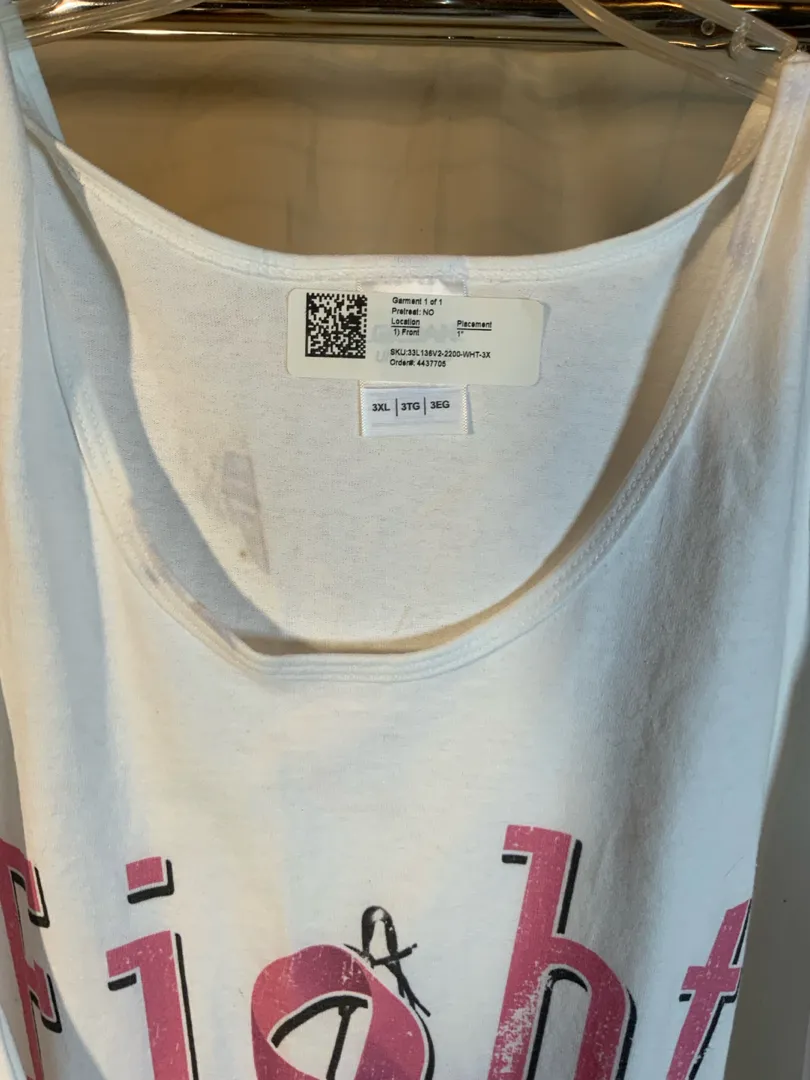 Garment 1 of 1
Pretreat: NO
Location Placement
1) Front 1"
SKU:33L136V2-2200-WHT-3X
Order#: 4437705
3XL | 3TG | 3EG
Fight